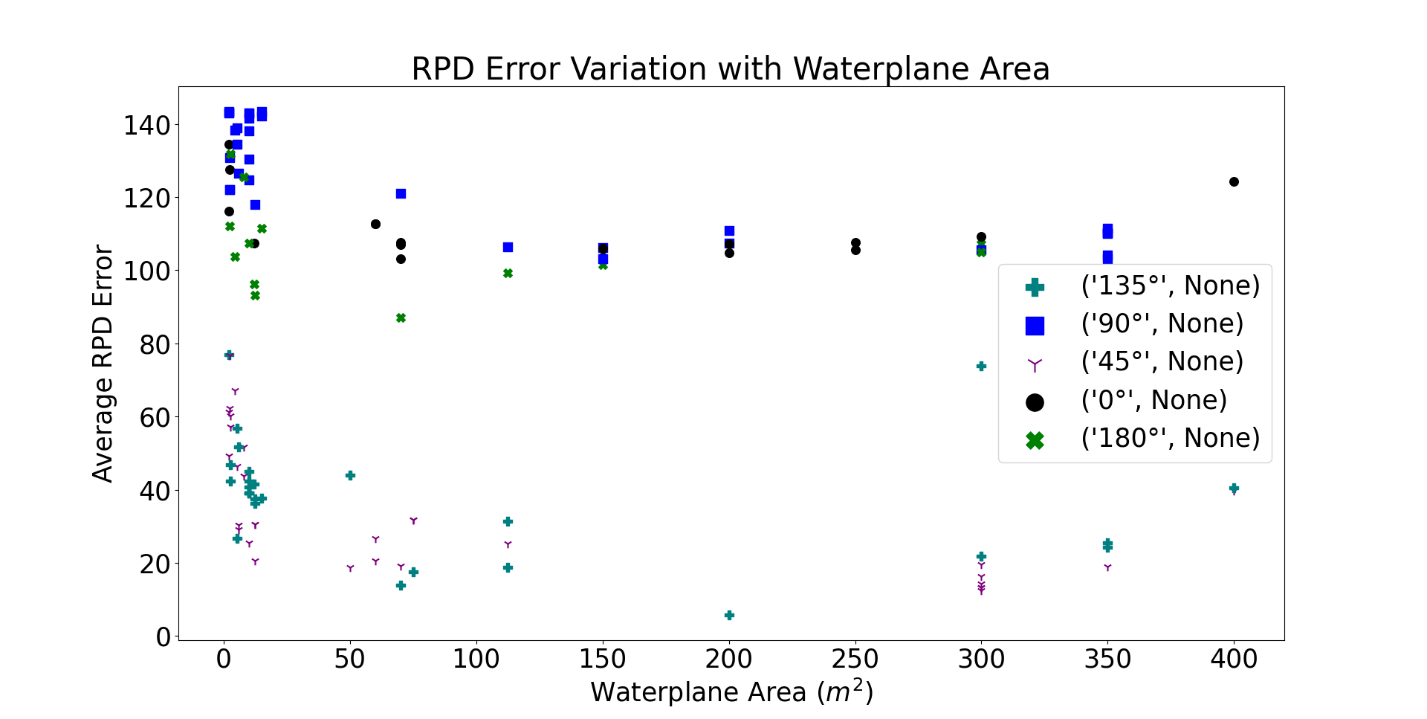 RPD Error Variation with Waterplane Area
Average RPD Error
140
120
100
80
60
40
20
0
('135°', None)
('90°', None)
('45°', None)
('0°', None)
('180°', None)
0 50 100 150 200 250 300 350 400
Waterplane Area (m²)